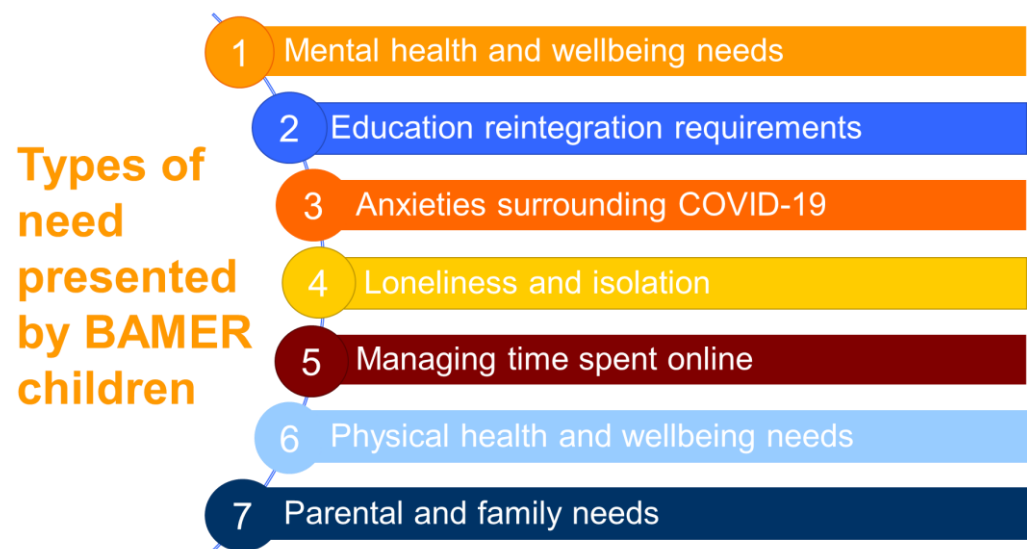 Types of
need
presented
by BAMER
children
1 Mental health and wellbeing needs
2 Education reintegration requirements
3 Anxieties surrounding COVID-19
4 Loneliness and isolation
5 Managing time spent online
6 Physical health and wellbeing needs
7 Parental and family needs